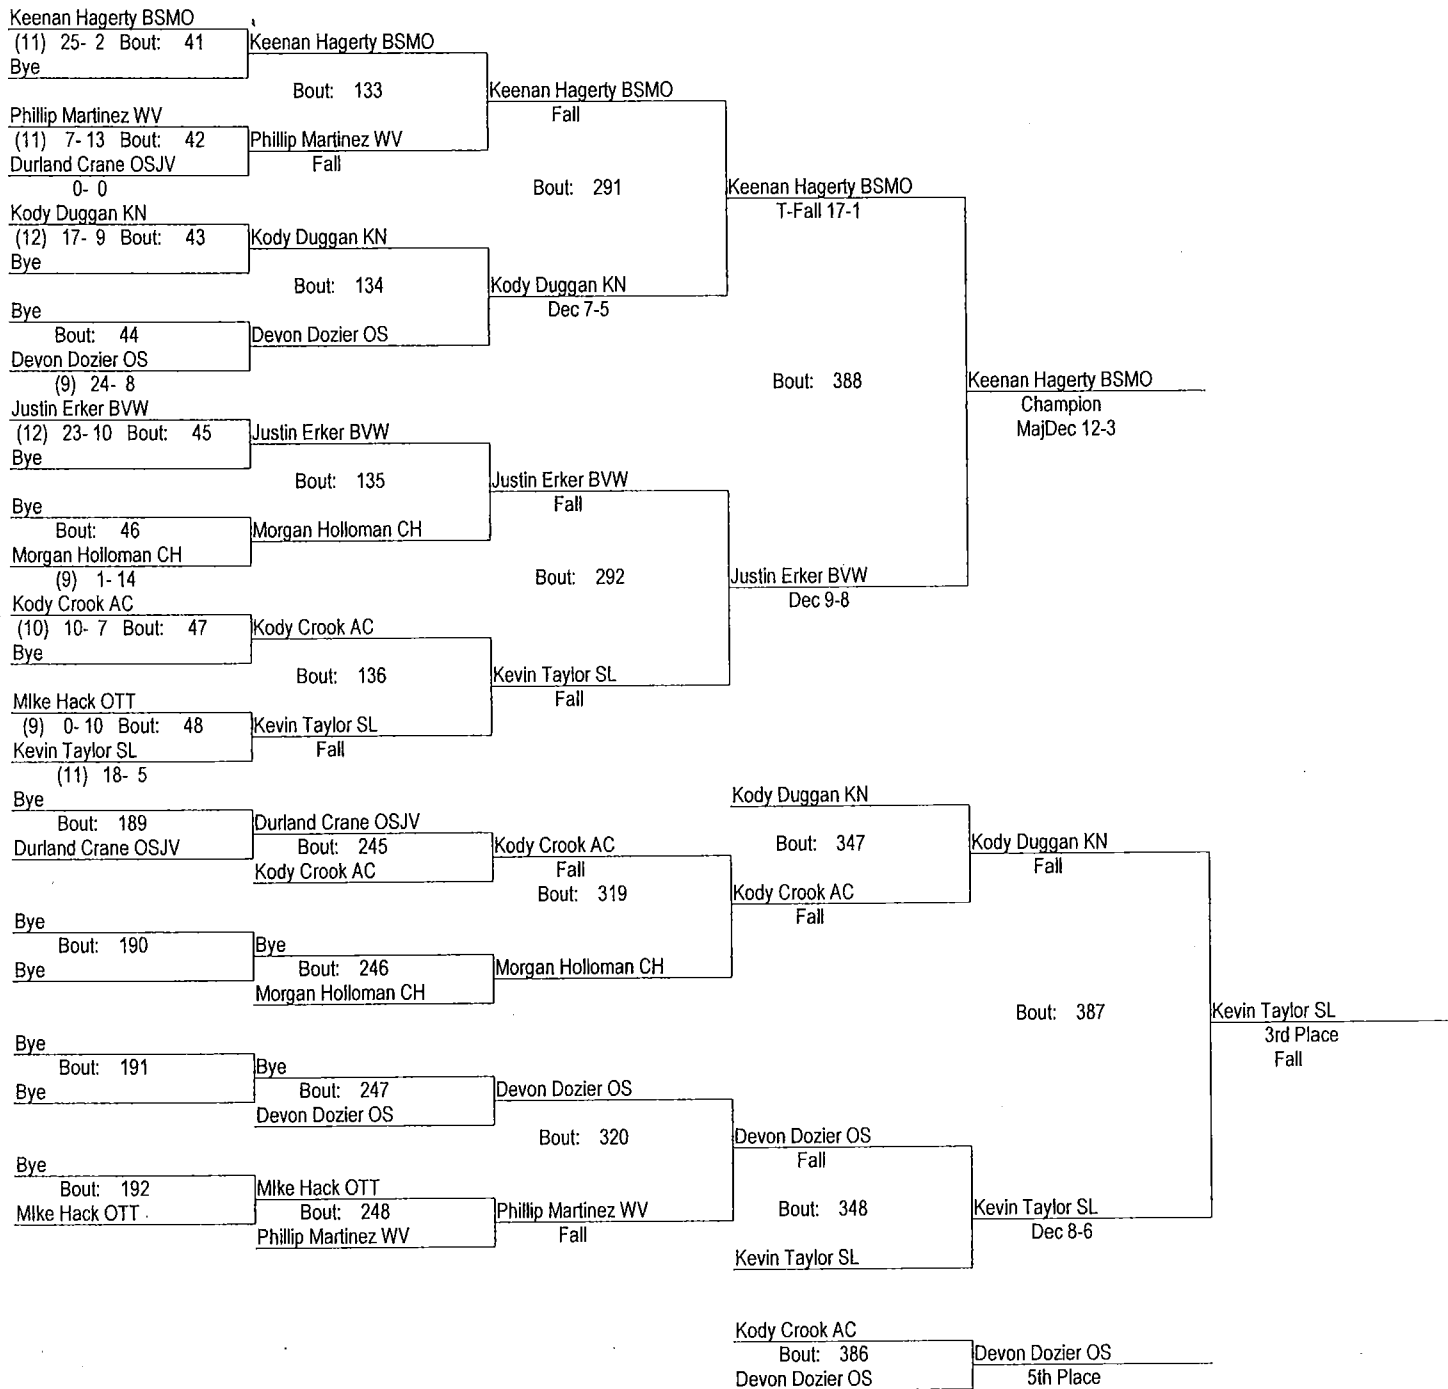 Keenan Hagerty BSMO
(11) 25- 2 Bout: 41
Bye
Keenan Hagerty BSMO
Bout: 133
Phillip Martinez WV
(11) 7-13 Bout: 42
Durland Crane OSJV
0- 0
Phillip Martinez WV
Fall
Keenan Hagerty BSMO
Fall
Bout: 291
Kody Duggan KN
(12) 17- 9 Bout: 43
Bye
Kody Duggan KN
Bout: 134
Bye
Bout: 44
Devon Dozier OS
(9) 24- 8
Devon Dozier OS
Kody Duggan KN
Dec 7-5
Keenan Hagerty BSMO
T-Fall 17-1
Bout: 388
Justin Erker BVW
(12) 23-10 Bout: 45
Bye
Justin Erker BVW
Bout: 135
Bye
Bout: 46
Morgan Holloman CH
(9) 1-14
Morgan Holloman CH
Justin Erker BVW
Fall
Bout: 292
Kody Crook AC
(10) 10- 7 Bout: 47
Bye
Kody Crook AC
Bout: 136
MIke Hack OTT
(9) 0-10 Bout: 48
Kevin Taylor SL
(11) 18- 5
Kevin Taylor SL
Fall
Kevin Taylor SL
Fall
Justin Erker BVW
Dec 9-8
Keenan Hagerty BSMO
Champion
MajDec 12-3
Bye
Bout: 189
Durland Crane OSJV
Durland Crane OSJV
Bout: 245
Kody Crook AC
Kody Crook AC
Fall
Bout: 319
Bye
Bout: 190
Bye
Bye
Bout: 246
Morgan Holloman CH
Morgan Holloman CH
Kody Duggan KN
Bout: 347
Kody Crook AC
Fall
Kody Duggan KN
Fall
Bout: 387
Bye
Bout: 191
Bye
Bye
Bout: 247
Devon Dozier OS
Devon Dozier OS
Bout: 320
Bye
Bout: 192
MIke Hack OTT
MIke Hack OTT
Bout: 248
Phillip Martinez WV
Phillip Martinez WV
Fall
Devon Dozier OS
Fall
Bout: 348
Kevin Taylor SL
Kevin Taylor SL
Dec 8-6
Kevin Taylor SL
3rd Place
Fall
Kody Crook AC
Bout: 386
Devon Dozier OS
Devon Dozier OS
5th Place